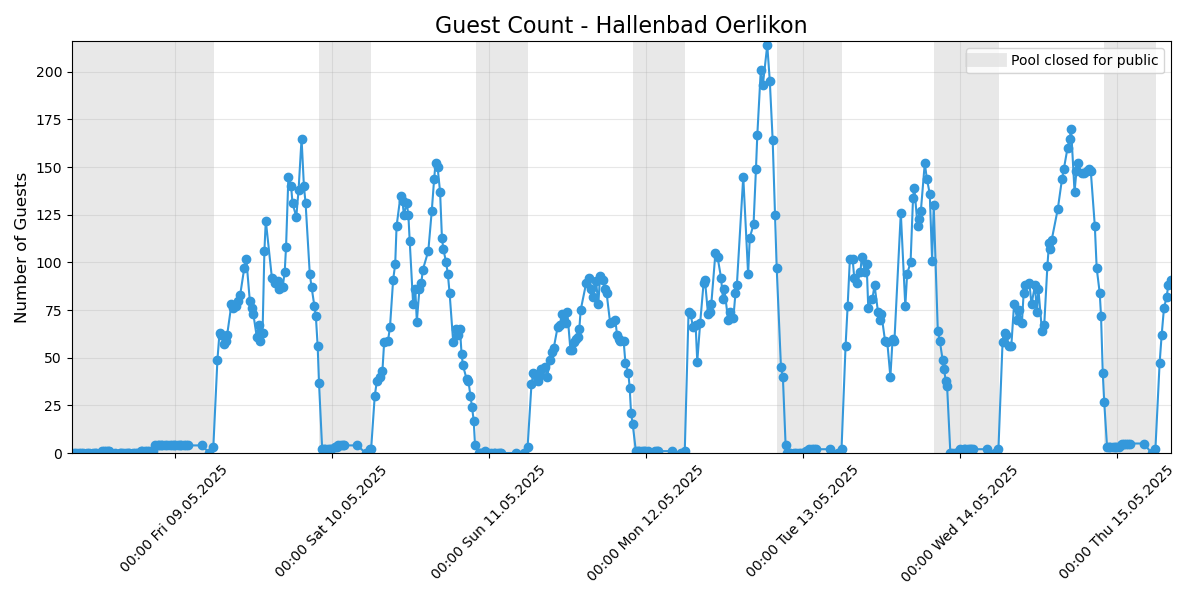 Guest Count - Hallenbad Oerlikon
Pool closed for public
Number of Guests
200
175
150
125
100
75
50
25
0
00:00 Fri 09.05.2025
00:00 Sat 10.05.2025
00:00 Sun 11.05.2025
00:00 Mon 12.05.2025
00:00 Tue 13.05.2025
00:00 Wed 14.05.2025
00:00 Thu 15.05.2025